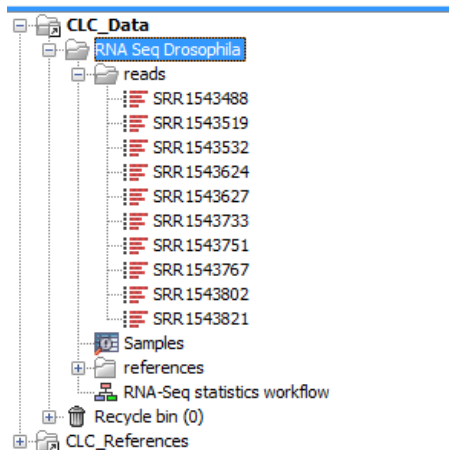 CLC_Data
RNA Seq Drosophila
reads
SRR1543488
SRR1543519
SRR1543532
SRR1543624
SRR1543627
SRR1543733
SRR1543751
SRR1543767
SRR1543802
SRR1543821
Samples
references
RNA-Seq statistics workflow
Recycle bin (0)
CLC_References